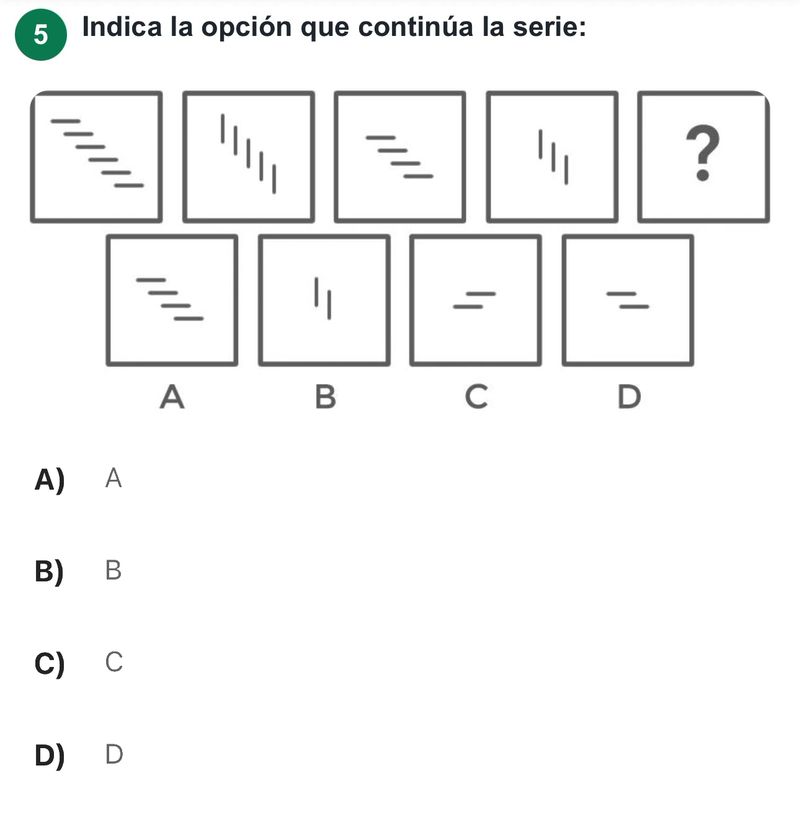 5 Indica la opción que continúa la serie:
?
A B C D
A) A
B) B
C) C
D) D